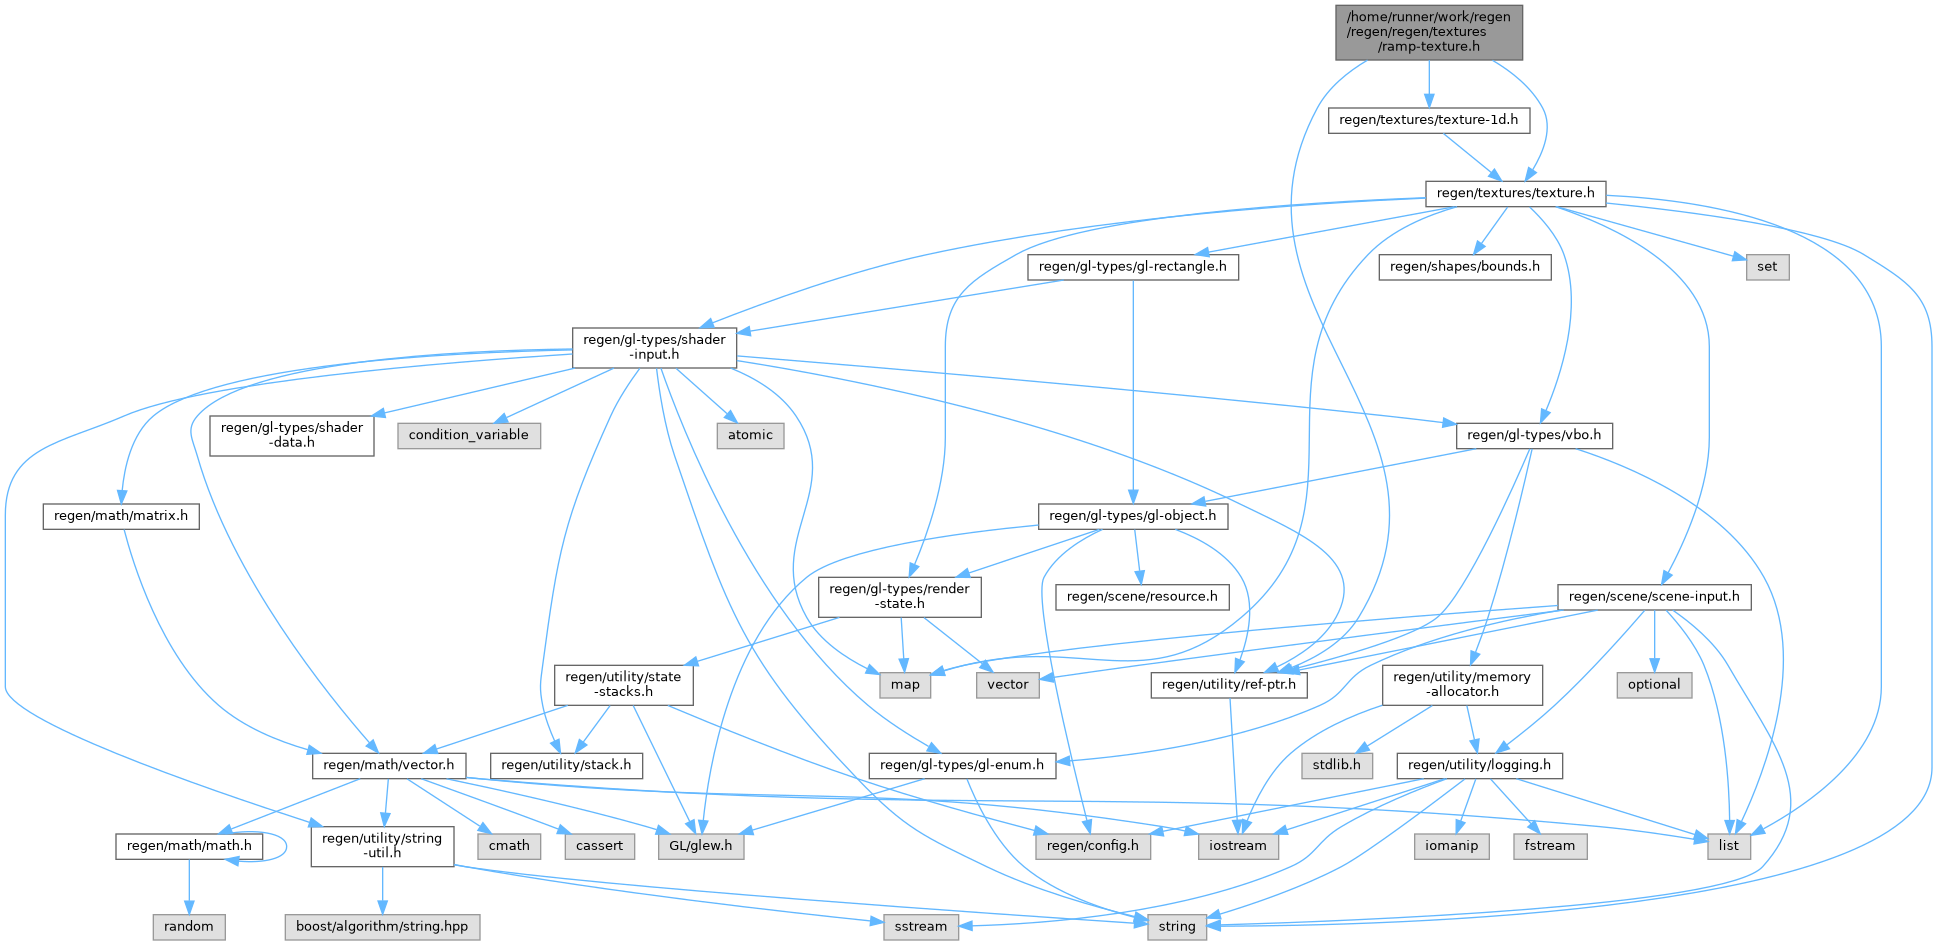 /home/runner/work/regen
/regen/regen/textures
/ramp-texture.h
regen/textures/texture-1d.h
regen/textures/texture.h
regen/gl-types/gl-rectangle.h
regen/shapes/bounds.h
set
regen/gl-types/shader
-input.h
regen/gl-types/shader
-data.h
condition_variable
atomic
regen/gl-types/vbo.h
regen/math/matrix.h
regen/gl-types/gl-object.h
regen/gl-types/render
-state.h
regen/scene/resource.h
regen/scene/scene-input.h
regen/utility/state
-stacks.h
map
vector
regen/utility/ref-ptr.h
regen/utility/memory
-allocator.h
optional
regen/math/vector.h
regen/utility/stack.h
regen/gl-types/gl-enum.h
stdlib.h
regen/utility/logging.h
regen/math/math.h
regen/utility/string
-util.h
cmath
cassert
GL/glew.h
regen/config.h
iostream
iomanip
fstream
list
random
boost/algorithm/string.hpp
sstream
string